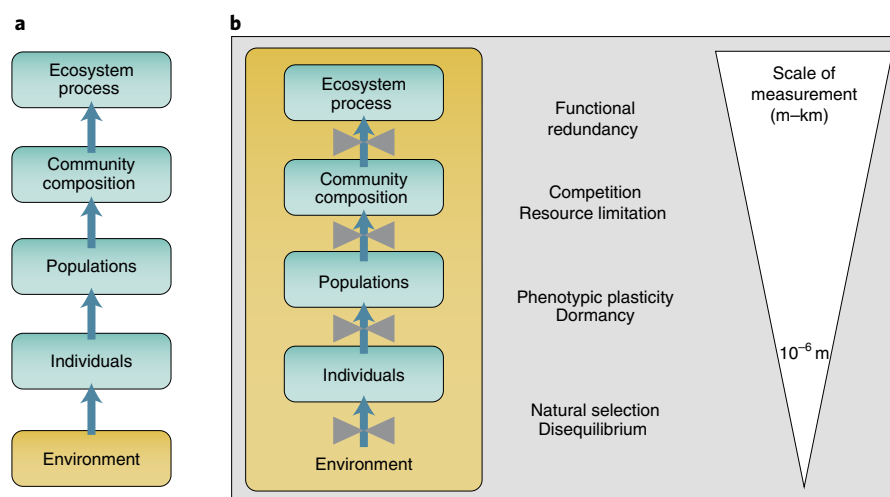 a
Ecosystem
process
Community
composition
Populations
Individuals
Environment
b
Ecosystem
process
Community
composition
Populations
Individuals
Environment
Functional
redundancy
Competition
Resource limitation
Phenotypic plasticity
Dormancy
Natural selection
Disequilibrium
Scale of
measurement
(m–km)
10⁻⁶ m